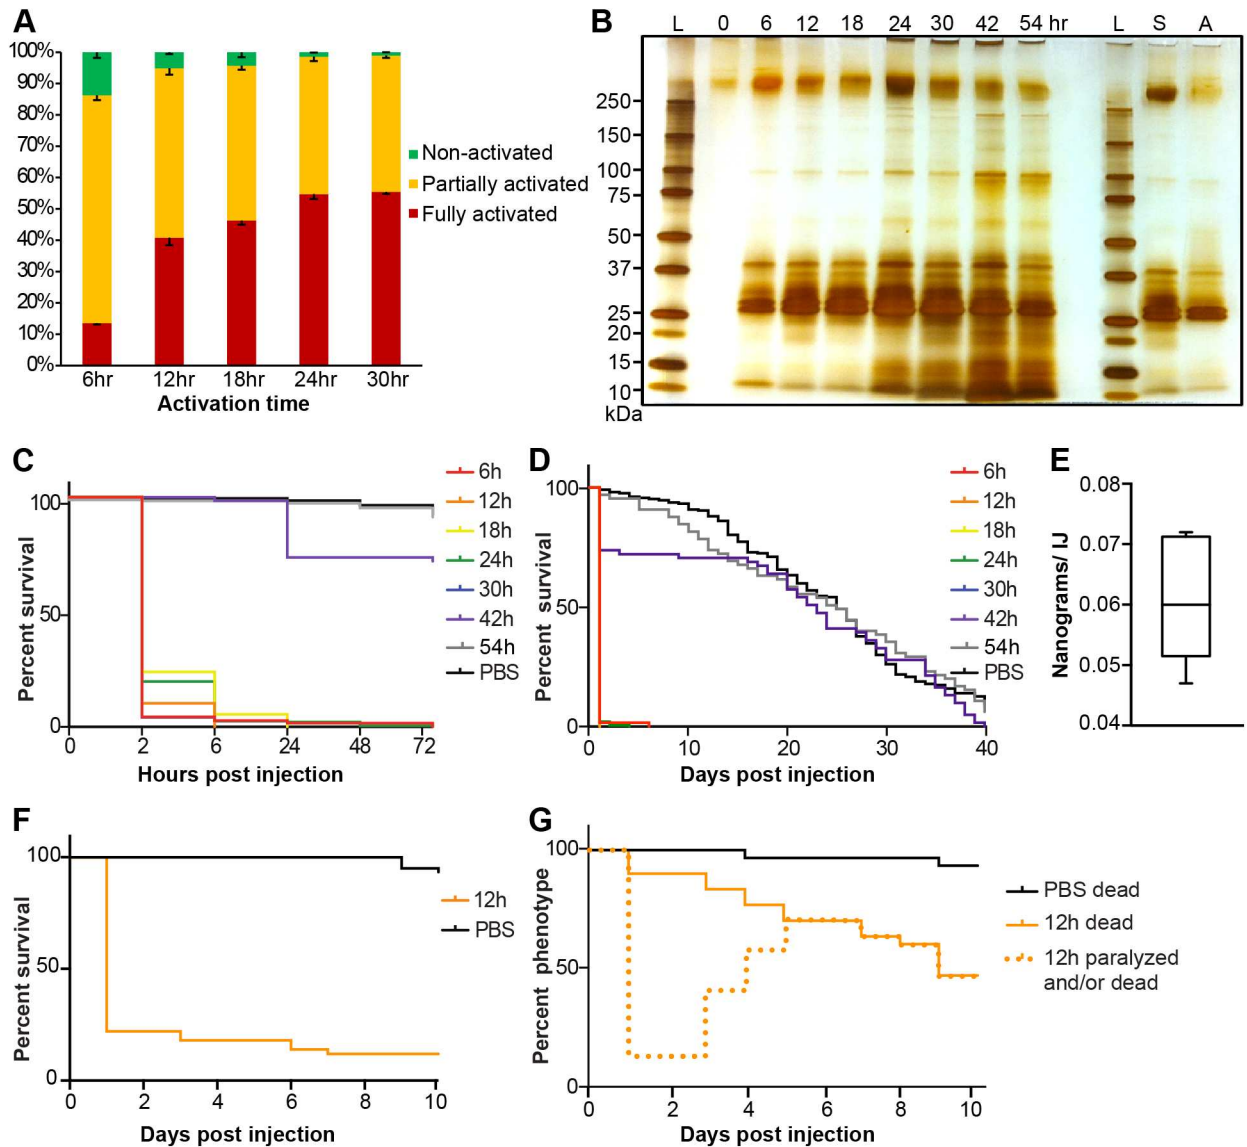 A
100%
90%
80%
70%
60%
50%
40%
30%
20%
10%
0%
6hr 12hr 18hr 24hr 30hr
Activation time
Non-activated
Partially activated
Fully activated
B
L 0 6 12 18 24 30 42 54 hr L S A
250
150
100
75
50
37
25
20
15
10
kDa
C
Percent survival
100
50
0
0 2 6 24 48 72
Hours post injection
6h
12h
18h
24h
30h
42h
54h
PBS
D
Percent survival
100
50
0
0 10 20 30 40
Days post injection
6h
12h
18h
24h
30h
42h
54h
PBS
E
Nanograms/ IJ
0.08
0.07
0.06
0.05
0.04
F
Percent survival
100
50
0
0 2 4 6 8 10
Days post injection
12h
PBS
G
Percent phenotype
100
50
0
0 2 4 6 8 10
Days post injection
PBS dead
12h dead
12h paralyzed
and/or dead